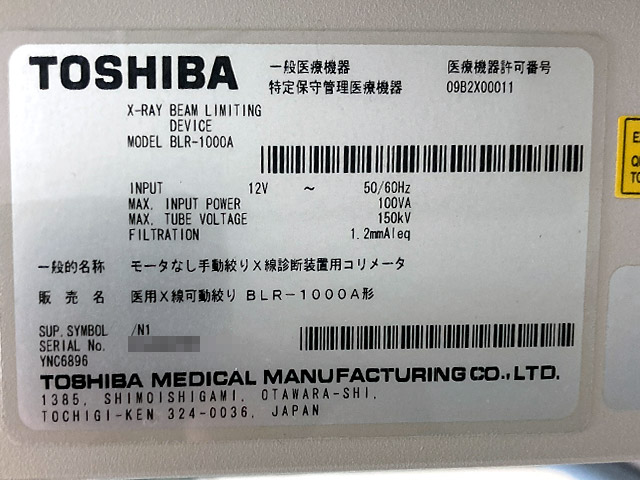 TOSHIBA
一般医療機器 医療機器許可番号
特定保守管理医療機器 09B2X00011
X-RAY BEAM LIMITING
DEVICE
MODEL BLR-1000A
INPUT 12V ~ 50/60Hz
MAX. INPUT POWER 100VA
MAX. TUBE VOLTAGE 150kV
FILTRATION 1.2mmAleq
一般的名称 モータなし手動絞りX線診断装置用コリメータ
販売名 医用X線可動絞り BLR-1000A形
SUP. SYMBOL /N1
SERIAL No.
YNC6896
TOSHIBA MEDICAL MANUFACTURING CO.,LTD.
1385, SHIMOISHIGAMI, OTAWARA-SHI,
TOCHIGI-KEN 324-0036, JAPAN